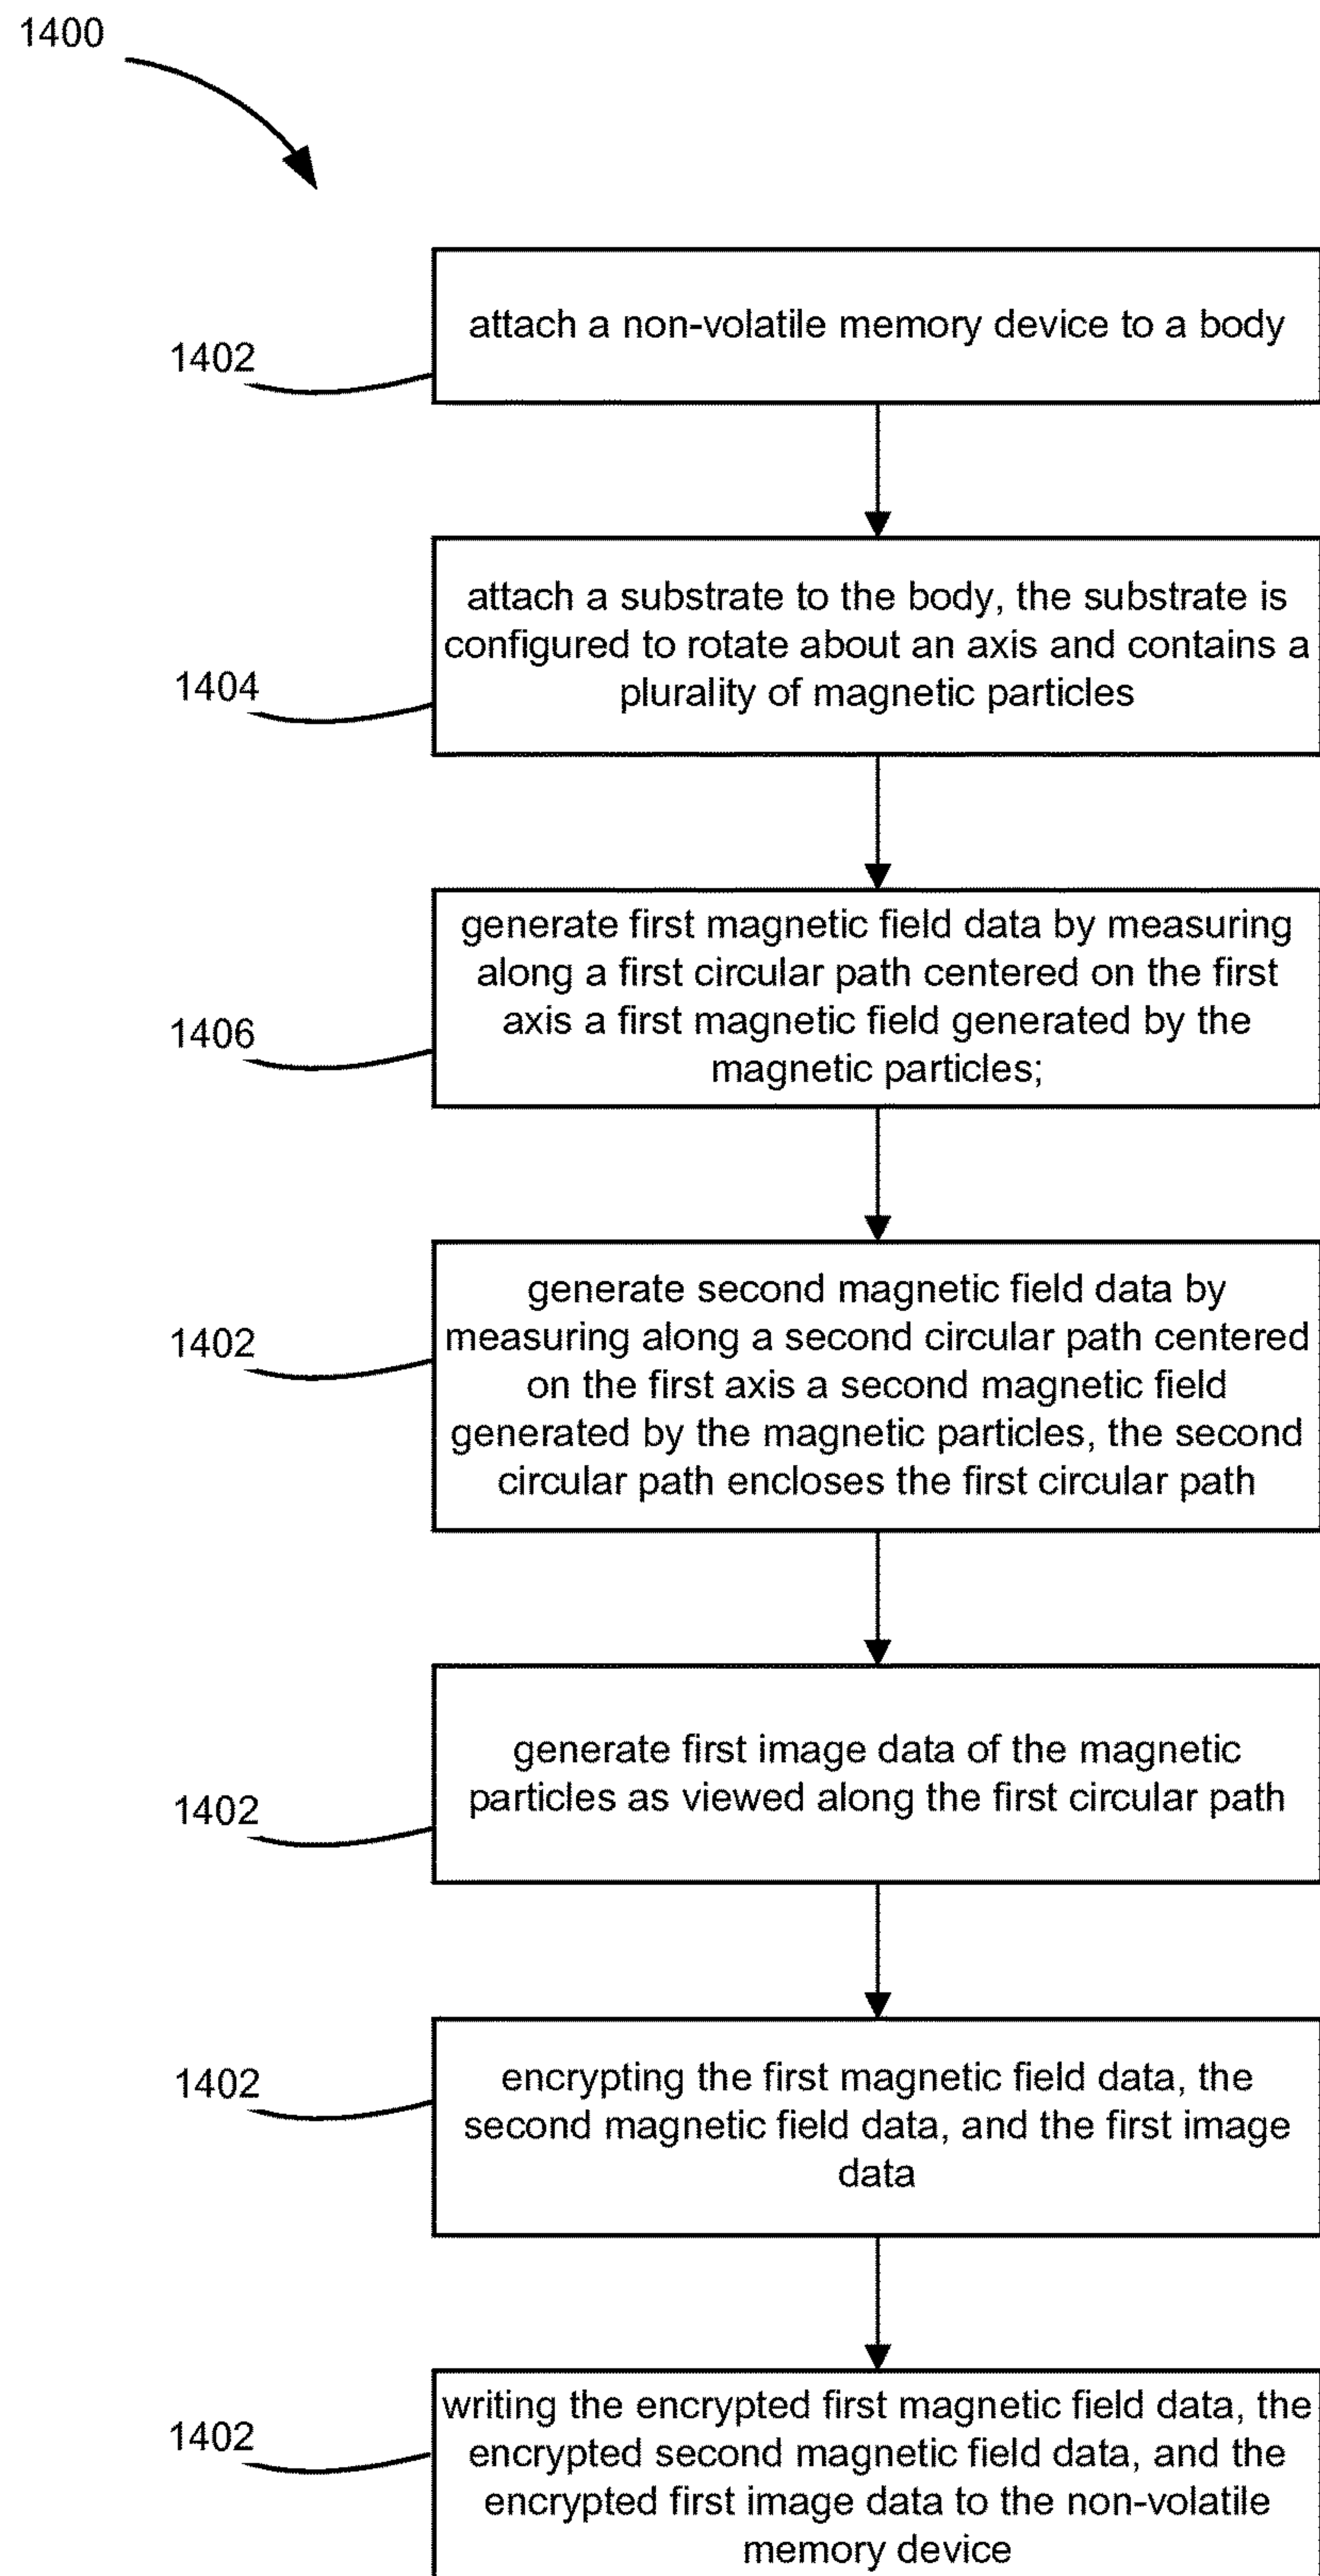 1400
attach a non-volatile memory device to a body
1402
attach a substrate to the body, the substrate is
configured to rotate about an axis and contains a
plurality of magnetic particles
1404
generate first magnetic field data by measuring
along a first circular path centered on the first
axis a first magnetic field generated by the
magnetic particles;
1406
generate second magnetic field data by
measuring along a second circular path centered
on the first axis a second magnetic field
generated by the magnetic particles, the second
circular path encloses the first circular path
1402
generate first image data of the magnetic
particles as viewed along the first circular path
1402
encrypting the first magnetic field data, the
second magnetic field data, and the first image
data
1402
writing the encrypted first magnetic field data, the
encrypted second magnetic field data, and the
encrypted first image data to the non-volatile
memory device
1402